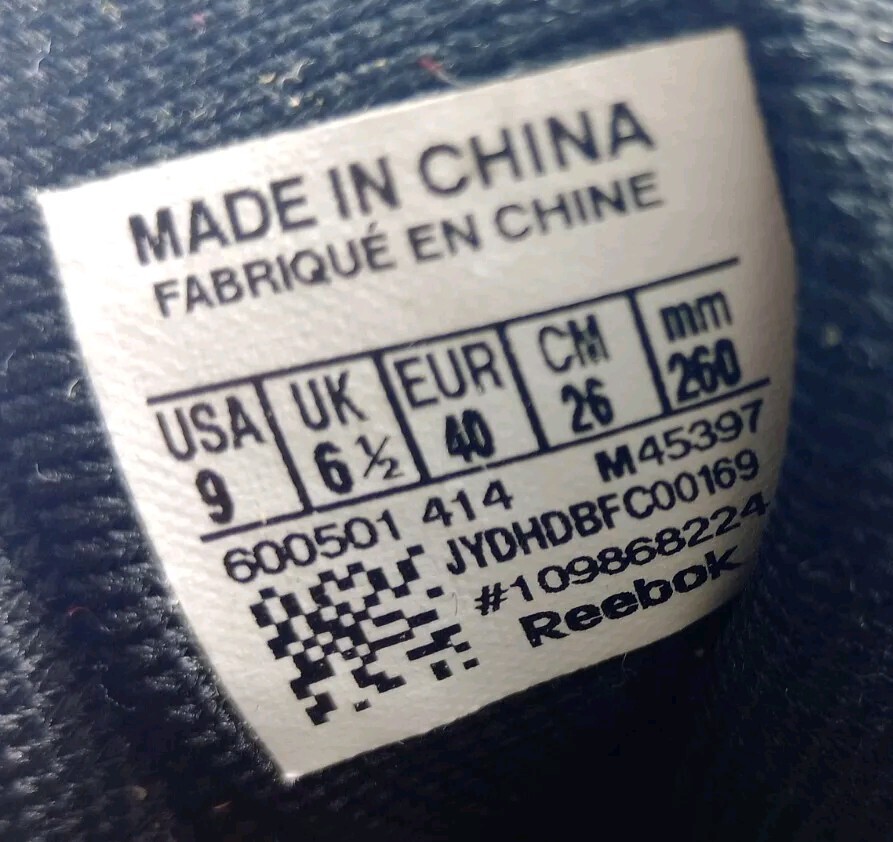 MADE IN CHINA
FABRIQUÉ EN CHINE
USA UK EUR CM mm
9 6½ 40 26 260
600501 414 M45397
JYDHDBFC00169
#109868224
Reebok